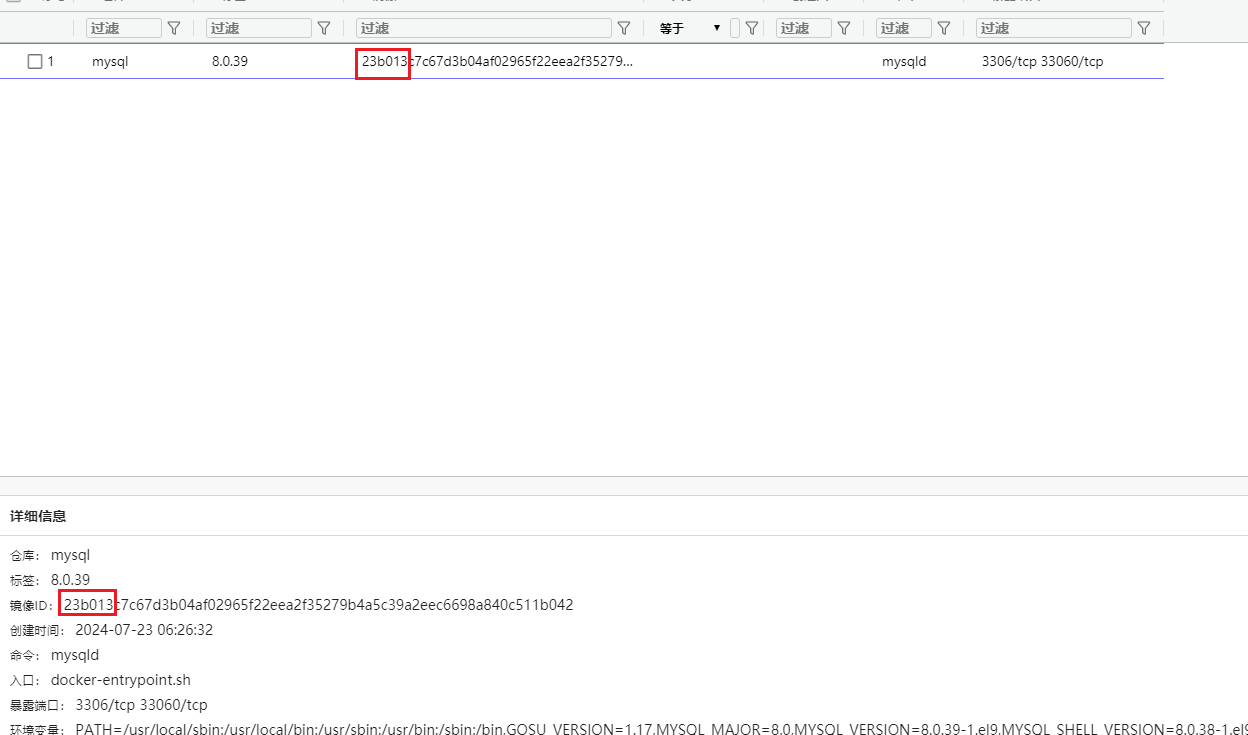 过滤 过滤 过滤 等于 ▼ 过滤 过滤 过滤
1 mysql 8.0.39 23b013c7c67d3b04af02965f22eea2f35279... mysqld 3306/tcp 33060/tcp
详细信息
仓库: mysql
标签: 8.0.39
镜像ID: 23b013c7c67d3b04af02965f22eea2f35279b4a5c39a2eec6698a840c511b042
创建时间: 2024-07-23 06:26:32
命令: mysqld
入口: docker-entrypoint.sh
暴露端口: 3306/tcp 33060/tcp
环境变量: PATH=/usr/local/sbin:/usr/local/bin:/usr/sbin:/usr/bin:/sbin:/bin.GOSU_VERSION=1.17.MYSQL_MAJOR=8.0.MYSQL_VERSION=8.0.39-1.el9.MYSQL_SHELL_VERSION=8.0.38-1.el9